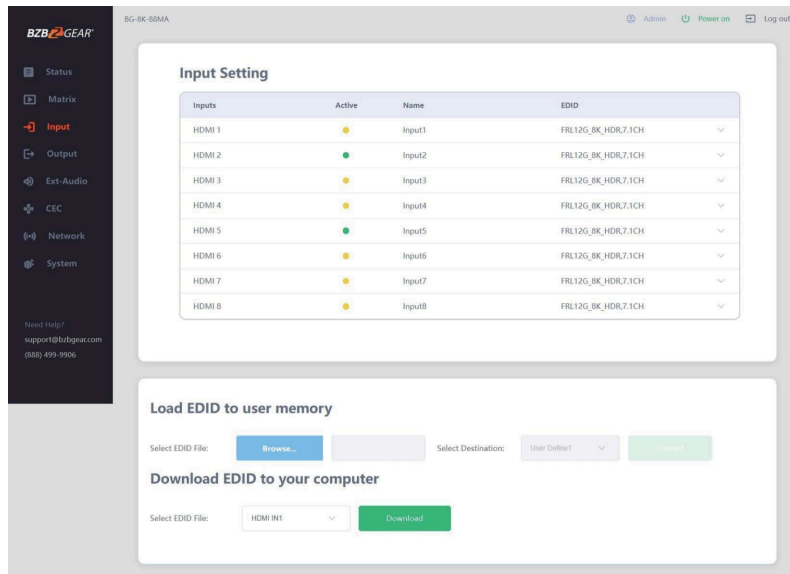 BG-8K-88MA
Admin Power on Log out
BZBGEAR
Status
Matrix
Input
Output
Ext-Audio
CEC
Network
System
Need Help?
support@bzbgear.com
(888) 499-9906
Input Setting
Inputs Active Name EDID
HDMI 1 Input1 FRL12G_8K_HDR,7.1CH
HDMI 2 Input2 FRL12G_8K_HDR,7.1CH
HDMI 3 Input3 FRL12G_8K_HDR,7.1CH
HDMI 4 Input4 FRL12G_8K_HDR,7.1CH
HDMI 5 Input5 FRL12G_8K_HDR,7.1CH
HDMI 6 Input6 FRL12G_8K_HDR,7.1CH
HDMI 7 Input7 FRL12G_8K_HDR,7.1CH
HDMI 8 Input8 FRL12G_8K_HDR,7.1CH
Load EDID to user memory
Select EDID File: Browse... Select Destination: User Define1
Download EDID to your computer
Select EDID File: HDMI IN1 Download